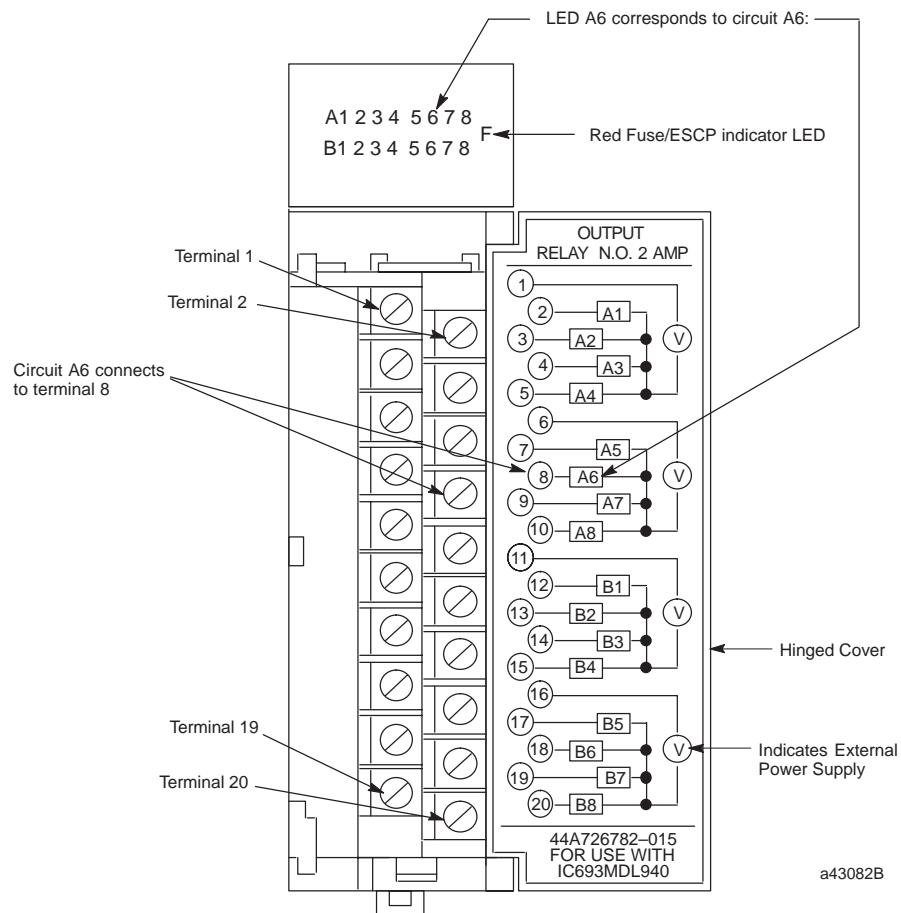 LED A6 corresponds to circuit A6:
A1 2 3 4 5 6 7 8
F
B1 2 3 4 5 6 7 8
Red Fuse/ESCP indicator LED
Terminal 1
Terminal 2
Circuit A6 connects
to terminal 8
Terminal 19
Terminal 20
OUTPUT
RELAY N.O. 2 AMP
1
2 A1
3 A2 V
4 A3
5 A4
6
7 A5
8 A6 V
9 A7
10 A8
11
12 B1
13 B2 V
14 B3
15 B4
16
17 B5
18 B6 V
19 B7
20 B8
44A726782–015
FOR USE WITH
IC693MDL940
Hinged Cover
Indicates External
Power Supply
a43082B